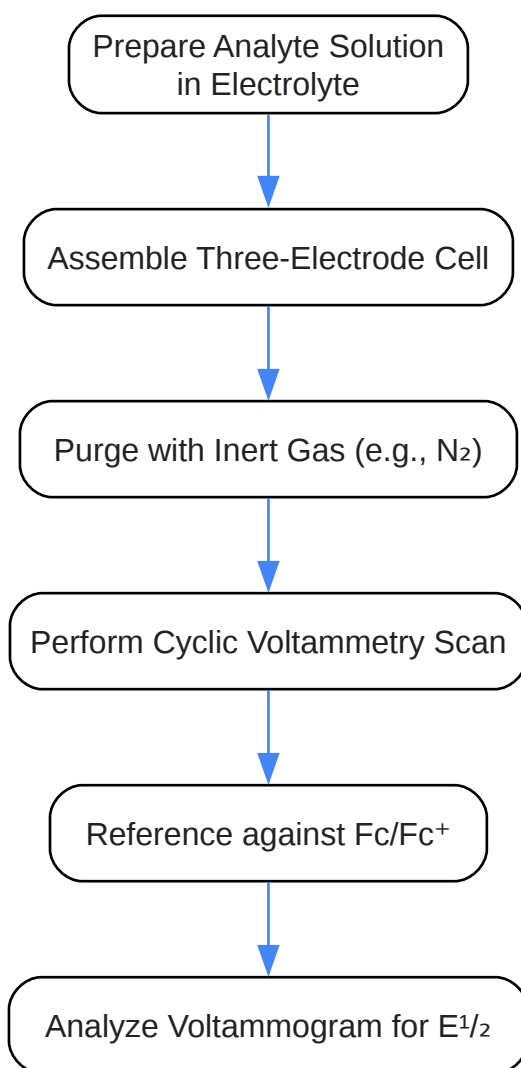 Prepare Analyte Solution
in Electrolyte
Assemble Three-Electrode Cell
Purge with Inert Gas (e.g., N₂)
Perform Cyclic Voltammetry Scan
Reference against Fc/Fc⁺
Analyze Voltammogram for E¹/₂